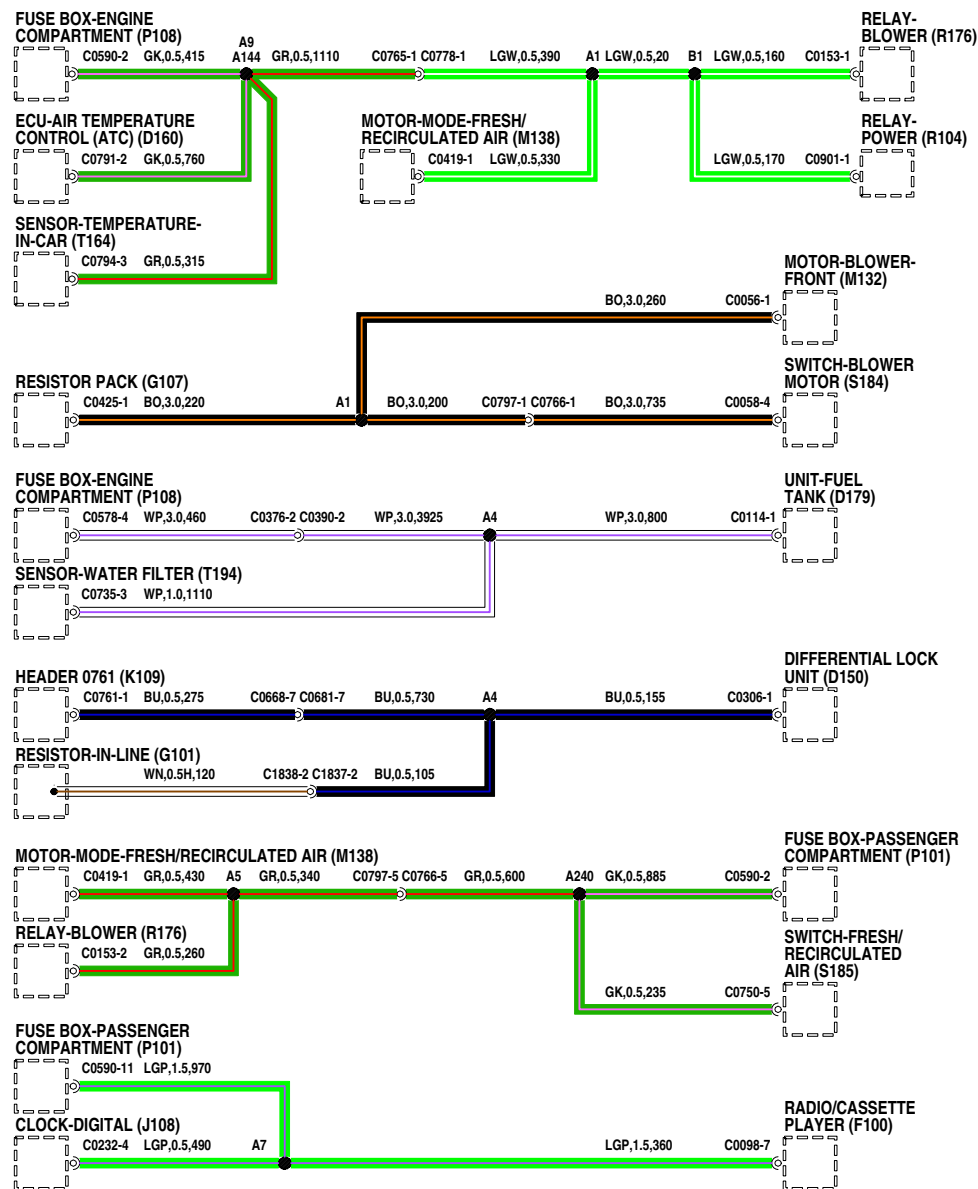 FUSE BOX-ENGINE
COMPARTMENT (P108)
C0590-2 GK,0.5,415
A9
A144 GR,0.5,1110
C0765-1 C0778-1
LGW,0.5,390
A1 LGW,0.5,20
B1 LGW,0.5,160
C0153-1
RELAY-
BLOWER (R176)
ECU-AIR TEMPERATURE
CONTROL (ATC) (D160)
C0791-2 GK,0.5,760
MOTOR-MODE-FRESH/
RECIRCULATED AIR (M138)
C0419-1 LGW,0.5,330
LGW,0.5,170 C0901-1
RELAY-
POWER (R104)
SENSOR-TEMPERATURE-
IN-CAR (T164)
C0794-3 GR,0.5,315
BO,3.0,260 C0056-1
MOTOR-BLOWER-
FRONT (M132)
RESISTOR PACK (G107)
C0425-1 BO,3.0,220
A1 BO,3.0,200
C0797-1 C0766-1
BO,3.0,735
C0058-4
SWITCH-BLOWER
MOTOR (S184)
FUSE BOX-ENGINE
COMPARTMENT (P108)
C0578-4 WP,3.0,460
C0376-2 C0390-2
WP,3.0,3925
A4
WP,3.0,800
C0114-1
UNIT-FUEL
TANK (D179)
SENSOR-WATER FILTER (T194)
C0735-3 WP,1.0,1110
HEADER 0761 (K109)
C0761-1 BU,0.5,275
C0668-7 C0681-7
BU,0.5,730
A4
BU,0.5,155
C0306-1
DIFFERENTIAL LOCK
UNIT (D150)
RESISTOR-IN-LINE (G101)
WN,0.5H,120
C1838-2 C1837-2
BU,0.5,105
MOTOR-MODE-FRESH/RECIRCULATED AIR (M138)
C0419-1 GR,0.5,430
A5 GR,0.5,340
C0797-5 C0766-5
GR,0.5,600
A240 GK,0.5,885
C0590-2
FUSE BOX-PASSENGER
COMPARTMENT (P101)
RELAY-BLOWER (R176)
C0153-2 GR,0.5,260
GK,0.5,235
C0750-5
SWITCH-FRESH/
RECIRCULATED
AIR (S185)
FUSE BOX-PASSENGER
COMPARTMENT (P101)
C0590-11 LGP,1.5,970
CLOCK-DIGITAL (J108)
C0232-4 LGP,0.5,490
A7
LGP,1.5,360
C0098-7
RADIO/CASSETTE
PLAYER (F100)